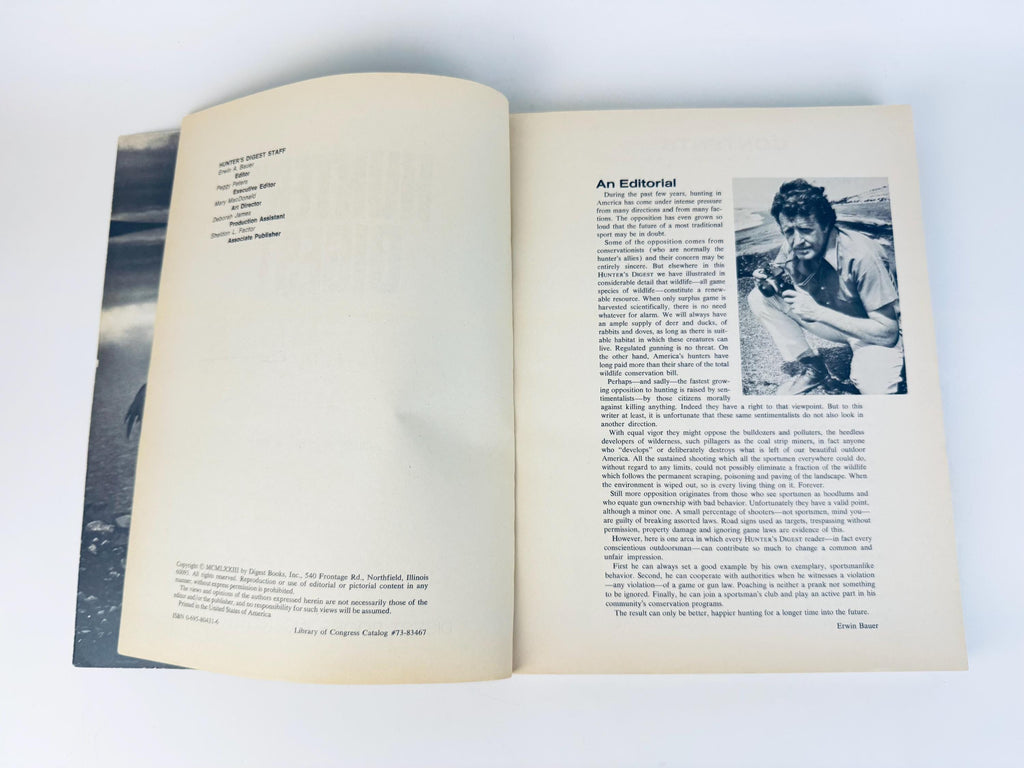 HUNTER'S DIGEST STAFF
Erwin A. Bauer
Editor
Peggy Peters
Executive Editor
Mary MacDonald
Art Director
Deborah James
Production Assistant
Sheldon L. Factor
Associate Publisher
Copyright © MCMLXXIII by Digest Books, Inc., 540 Frontage Rd., Northfield, Illinois
60093. All rights reserved. Reproduction or use of editorial or pictorial content in any
manner, without express permission is prohibited.
The views and opinions of the authors expressed herein are not necessarily those of the
editor and/or the publisher, and no responsibility for such views will be assumed.
Printed in the United States of America
ISBN 0-695-80431-6
Library of Congress Catalog #73-83467
An Editorial
During the past few years, hunting in
America has come under intense pressure
from many directions and from many fac-
tions. The opposition has even grown so
loud that the future of a most traditional
sport may be in doubt.
Some of the opposition comes from
conservationists (who are normally the
hunter's allies) and their concern may be
entirely sincere. But elsewhere in this
HUNTER'S DIGEST we have illustrated in
considerable detail that wildlife—all game
species of wildlife—constitute a renew-
able resource. When only surplus game is
harvested scientifically, there is no need
whatever for alarm. We will always have
an ample supply of deer and ducks, of
rabbits and doves, as long as there is suit-
able habitat in which these creatures can
live. Regulated gunning is no threat. On
the other hand, America's hunters have
long paid more than their share of the total
wildlife conservation bill.
Perhaps—and sadly—the fastest grow-
ing opposition to hunting is raised by sen-
timentalists—by those citizens morally
against killing anything. Indeed they have a right to that viewpoint. But to this
writer at least, it is unfortunate that these same sentimentalists do not also look in
another direction.
With equal vigor they might oppose the bulldozers and polluters, the heedless
developers of wilderness, such pillagers as the coal strip miners, in fact anyone
who "develops" or deliberately destroys what is left of our beautiful outdoor
America. All the sustained shooting which all the sportsmen everywhere could do,
without regard to any limits, could not possibly eliminate a fraction of the wildlife
which follows the permanent scraping, poisoning and paving of the landscape. When
the environment is wiped out, so is every living thing on it. Forever.
Still more opposition originates from those who see sportsmen as hoodlums and
who equate gun ownership with bad behavior. Unfortunately they have a valid point,
although a minor one. A small percentage of shooters—not sportsmen, mind you—
are guilty of breaking assorted laws. Road signs used as targets, trespassing without
permission, property damage and ignoring game laws are evidence of this.
However, here is one area in which every HUNTER'S DIGEST reader—in fact every
conscientious outdoorsman—can contribute so much to change a common and
unfair impression.
First he can always set a good example by his own exemplary, sportsmanlike
behavior. Second, he can cooperate with authorities when he witnesses a violation
—any violation—of a game or gun law. Poaching is neither a prank nor something
to be ignored. Finally, he can join a sportsman's club and play an active part in his
community's conservation programs.
The result can only be better, happier hunting for a longer time into the future.
Erwin Bauer